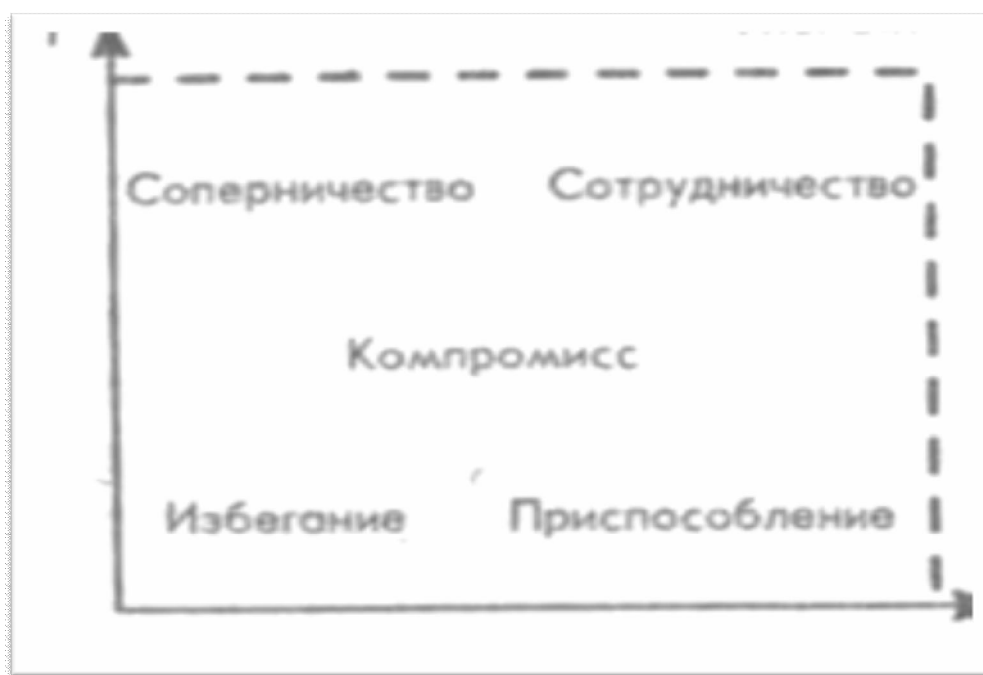 Соперничество Сотрудничество
Компромисс
Избегание Приспособление